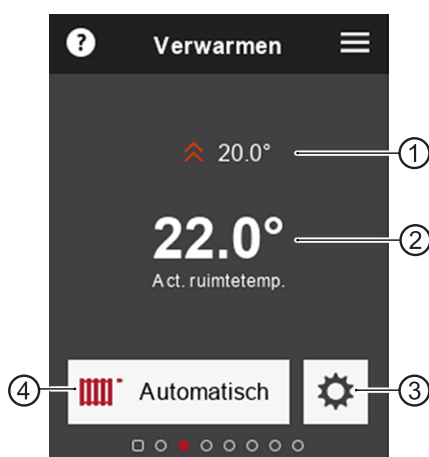 ? Verwarmen
20.0°
1
22.0°
2
Act. ruimtetemp.
4
Automatisch
3